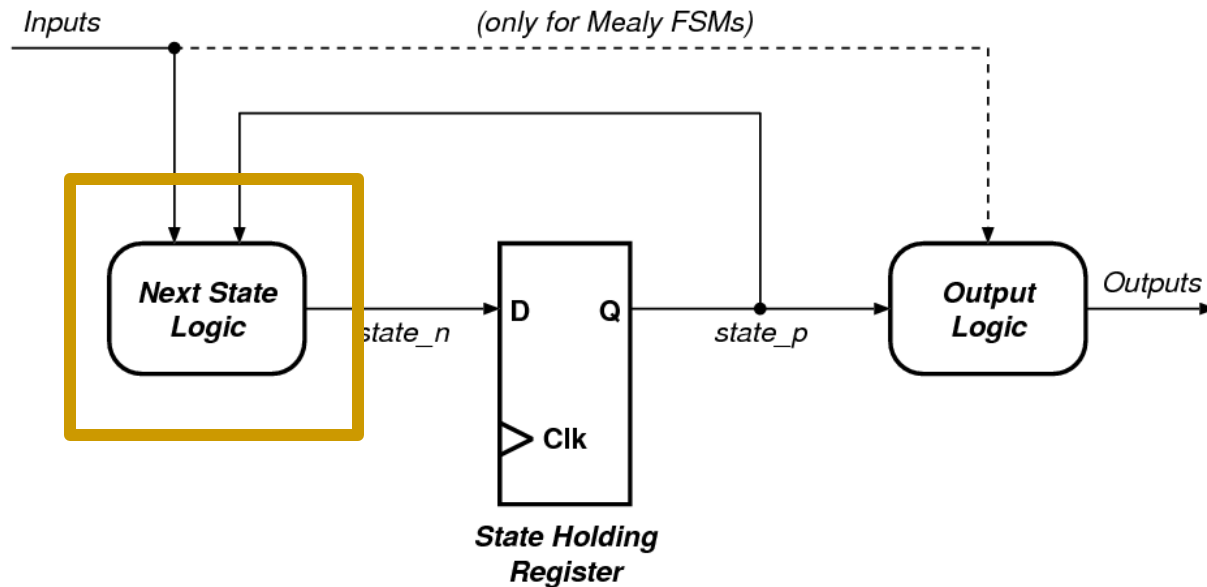 Inputs
(only for Mealy FSMs)
Next State
Logic
state_n
D
Q
Clk
State Holding
Register
state_p
Output
Logic
Outputs